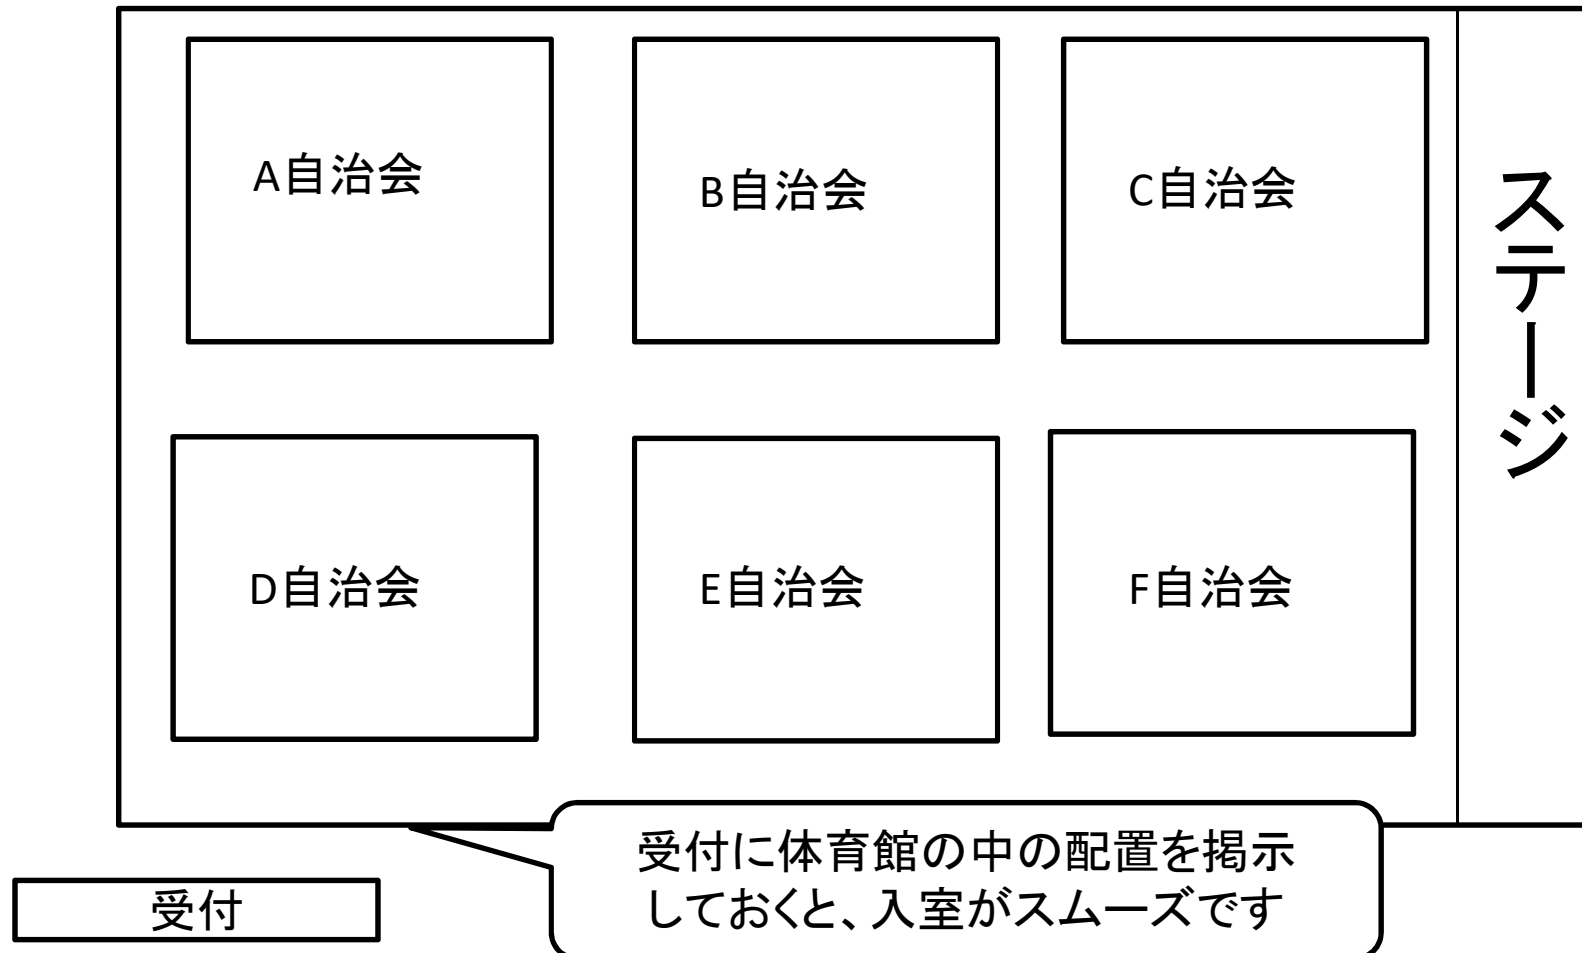 A自治会
B自治会
C自治会
ステージ
D自治会
E自治会
F自治会
受付に体育館の中の配置を掲示
しておくと、入室がスムーズです
受付